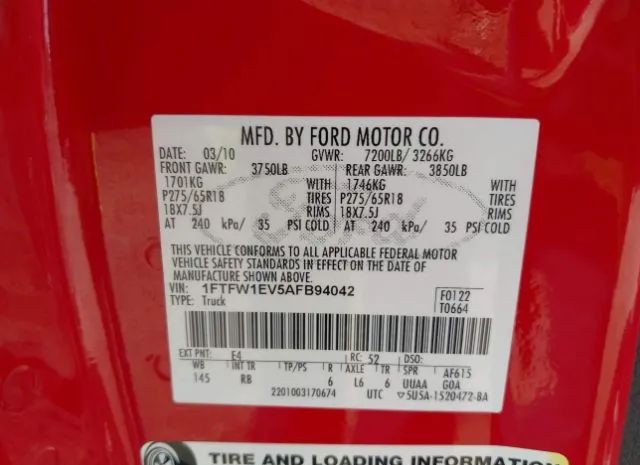 MFD. BY FORD MOTOR CO.
DATE: 03/10 GVWR: 7200LB/ 3266KG
FRONT GAWR: 3750LB REAR GAWR: 3850LB
1701KG WITH 1746KG WITH
P275/65R18 TIRES P275/65R18 TIRES
18X7.5J RIMS 18X7.5J RIMS
AT 240 kPa/ 35 PSI COLD AT 240 kPa/ 35 PSI COLD
THIS VEHICLE CONFORMS TO ALL APPLICABLE FEDERAL MOTOR
VEHICLE SAFETY STANDARDS IN EFFECT ON THE DATE OF
MANUFACTURE SHOWN ABOVE.
VIN: 1FTFW1EV5AFB94042 F0122
TYPE: Truck T0664
EXT PNT: E4 RC: 52 DSO:
WB INT TR TP/PS R AXLE TR SPR AF615
145 RB 6 L6 6 UUAA GOA
2201003170674 UTC ▽5U5A-1520472-BA
TIRE AND LOADING INFORMATION